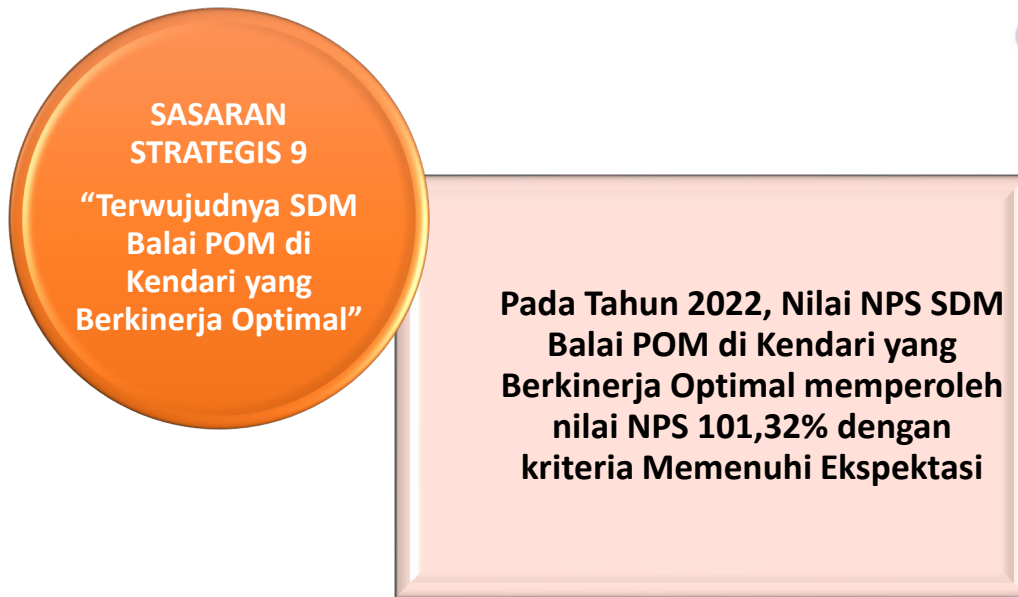 SASARAN
STRATEGIS 9
“Terwujudnya SDM
Balai POM di
Kendari yang
Berkinerja Optimal”
Pada Tahun 2022, Nilai NPS SDM
Balai POM di Kendari yang
Berkinerja Optimal memperoleh
nilai NPS 101,32% dengan
kriteria Memenuhi Ekspektasi